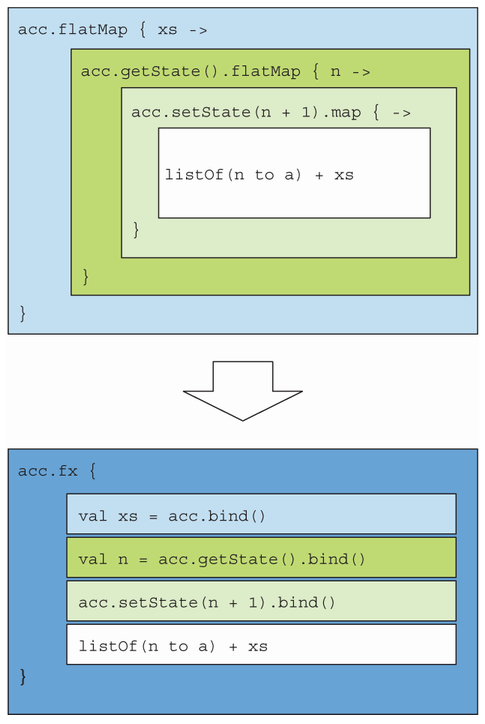 acc.flatMap { xs ->
acc.getState().flatMap { n ->
acc.setState(n + 1).map { ->
listOf(n to a) + xs
}
}
}
acc.fx {
val xs = acc.bind()
val n = acc.getState().bind()
acc.setState(n + 1).bind()
listOf(n to a) + xs
}